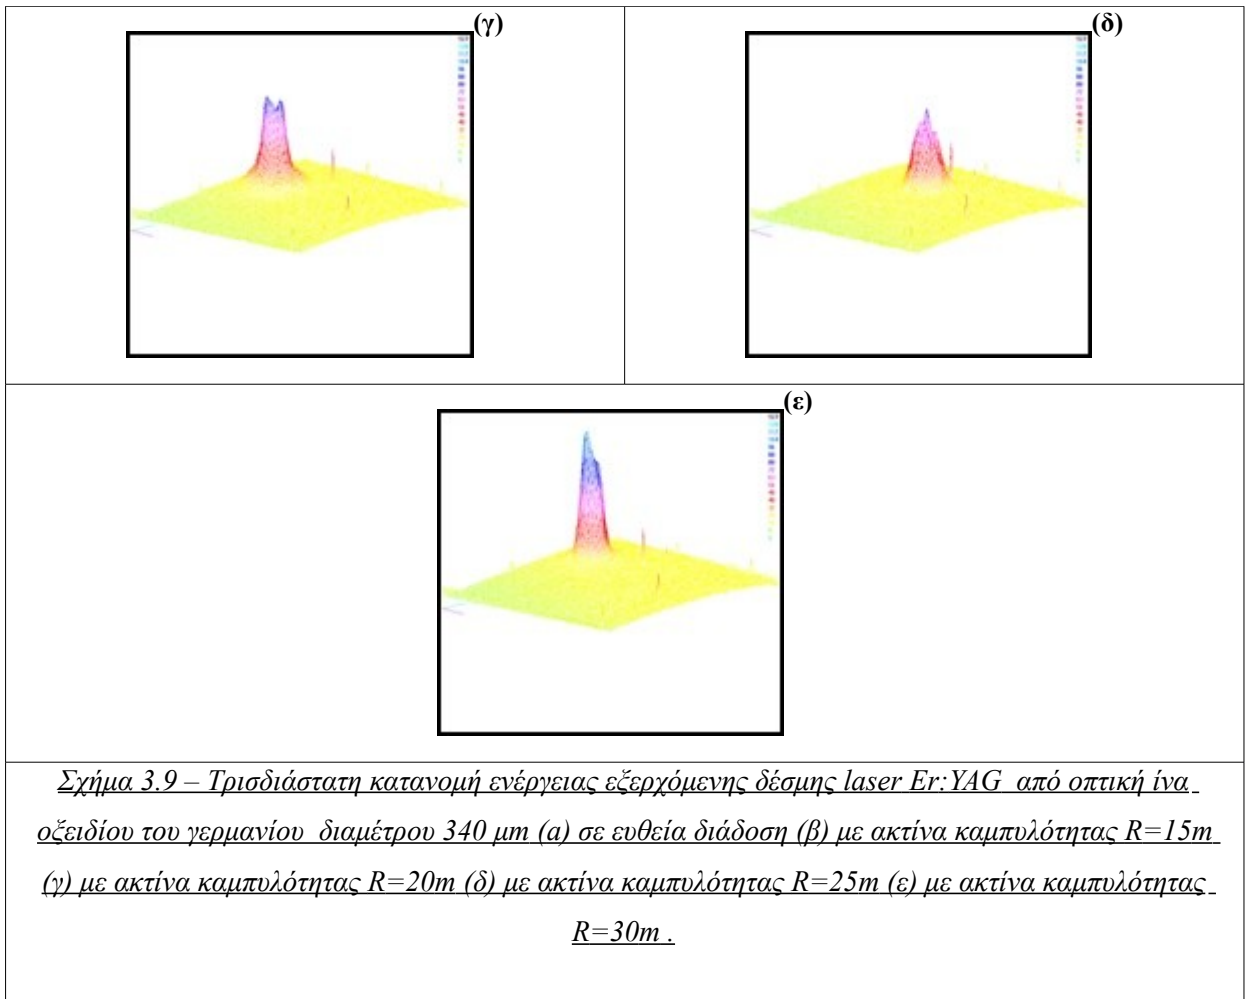 (γ)
(δ)
(ε)
Σχήμα 3.9 – Τρισδιάστατη κατανομή ενέργειας εξερχόμενης δέσμης laser Er:YAG από οπτική ίνα
οξειδίου του γερμανίου διαμέτρου 340 μm (α) σε ευθεία διάδοση (β) με ακτίνα καμπυλότητας R=15m
(γ) με ακτίνα καμπυλότητας R=20m (δ) με ακτίνα καμπυλότητας R=25m (ε) με ακτίνα καμπυλότητας
R=30m .